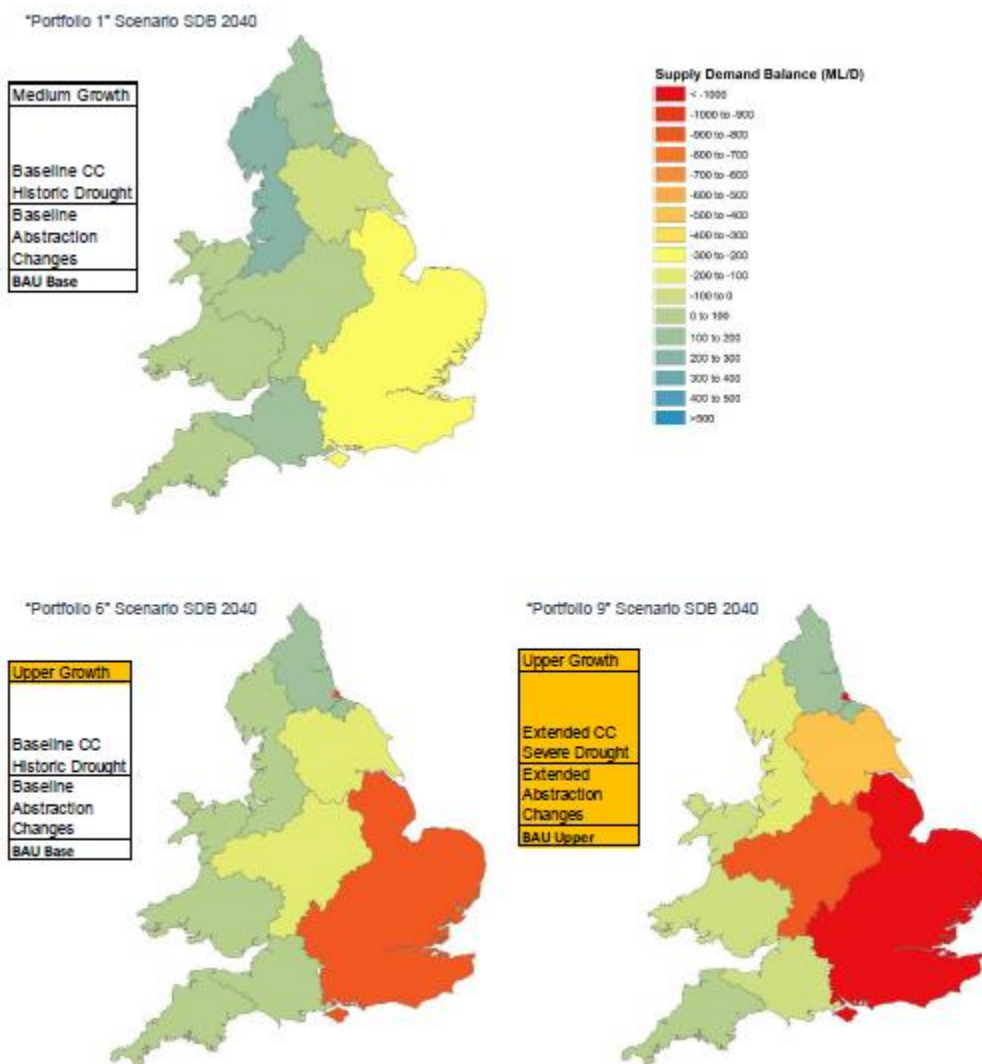 "Portfolio 1" Scenario SDB 2040
Medium Growth
Baseline CC
Historic Drought
Baseline
Abstraction
Changes
BAU Base
Supply Demand Balance (ML/D)
< -1000
-1000 to -900
-900 to -800
-800 to -700
-700 to -600
-600 to -500
-500 to -400
-400 to -300
-300 to -200
-200 to -100
-100 to 0
0 to 100
100 to 200
200 to 300
300 to 400
400 to 500
>500
"Portfolio 6" Scenario SDB 2040
Upper Growth
Baseline CC
Historic Drought
Baseline
Abstraction
Changes
BAU Base
"Portfolio 9" Scenario SDB 2040
Upper Growth
Extended CC
Severe Drought
Extended
Abstraction
Changes
BAU Upper